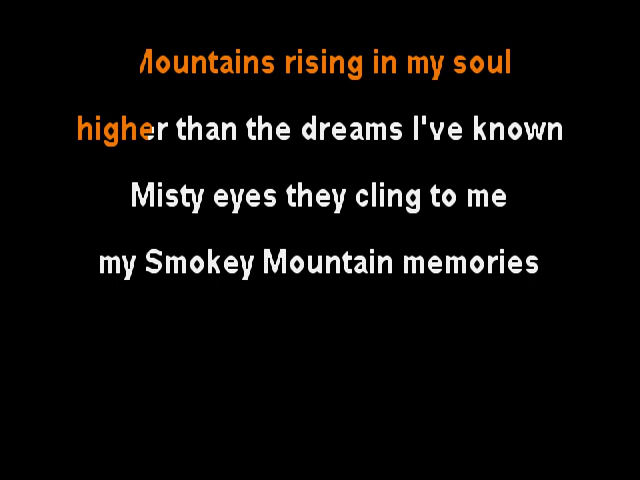 Mountains rising in my soul
higher than the dreams I've known
Misty eyes they cling to me
my Smokey Mountain memories